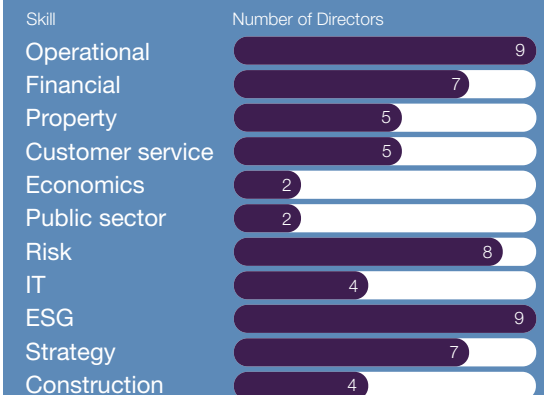 Skill Number of Directors
Operational 9
Financial 7
Property 5
Customer service 5
Economics 2
Public sector 2
Risk 8
IT 4
ESG 9
Strategy 7
Construction 4